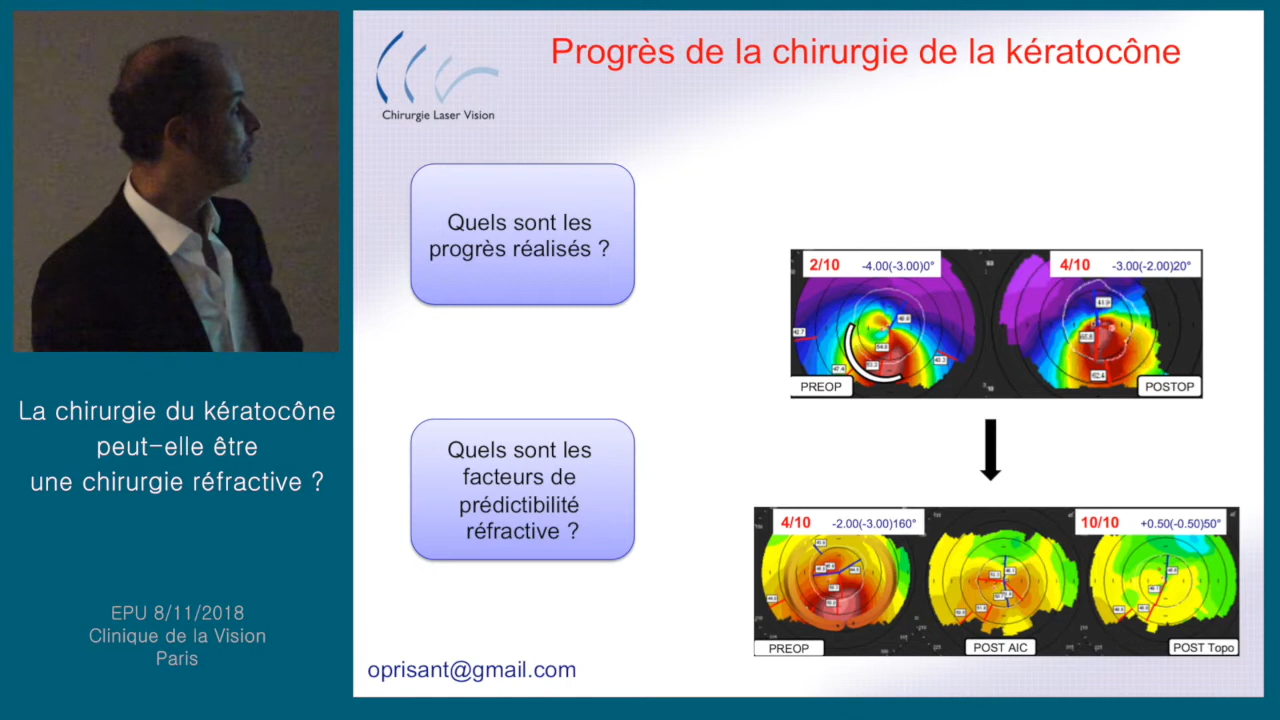 Progrès de la chirurgie de la kératocône
Chirurgie Laser Vision
Quels sont les
progrès réalisés ?
2/10 -4.00(-3.00)0°
4/10 -3.00(-2.00)20°
PREOP
POSTOP
Quels sont les
facteurs de
prédictibilité
réfractive ?
4/10 -2.00(-3.00)160°
10/10 +0.50(-0.50)50°
PREOP
POST AIC
POST Topo
oprisant@gmail.com
La chirurgie du kératocône
peut-elle être
une chirurgie réfractive ?
EPU 8/11/2018
Clinique de la Vision
Paris